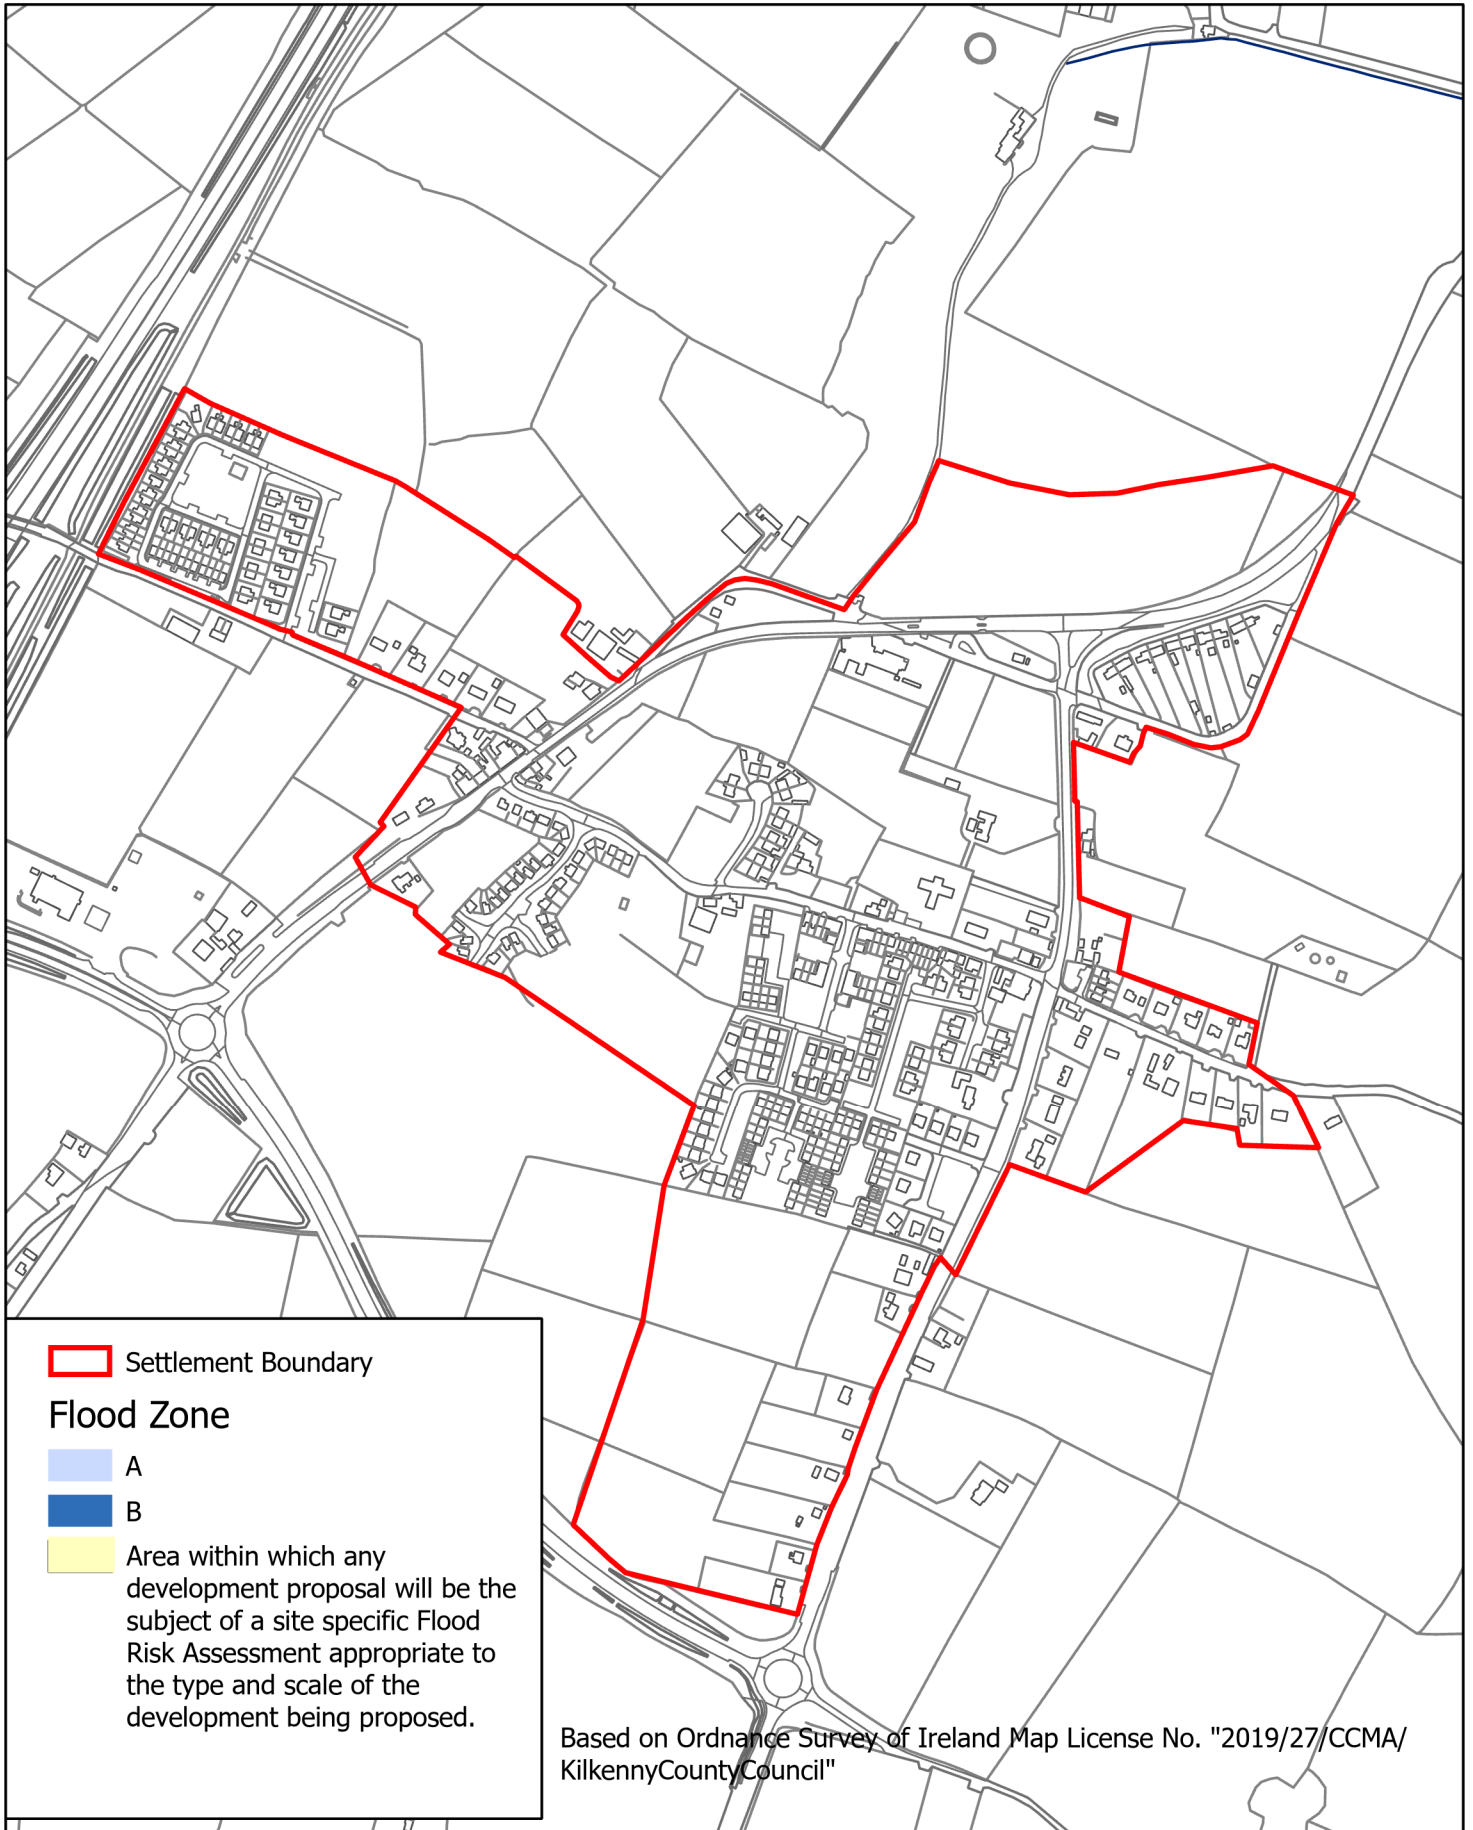 Settlement Boundary
Flood Zone
A
B
Area within which any
development proposal will be the
subject of a site specific Flood
Risk Assessment appropriate to
the type and scale of the
development being proposed.
Based on Ordnance Survey of Ireland Map License No. "2019/27/CCMA/
KilkennyCountyCouncil"